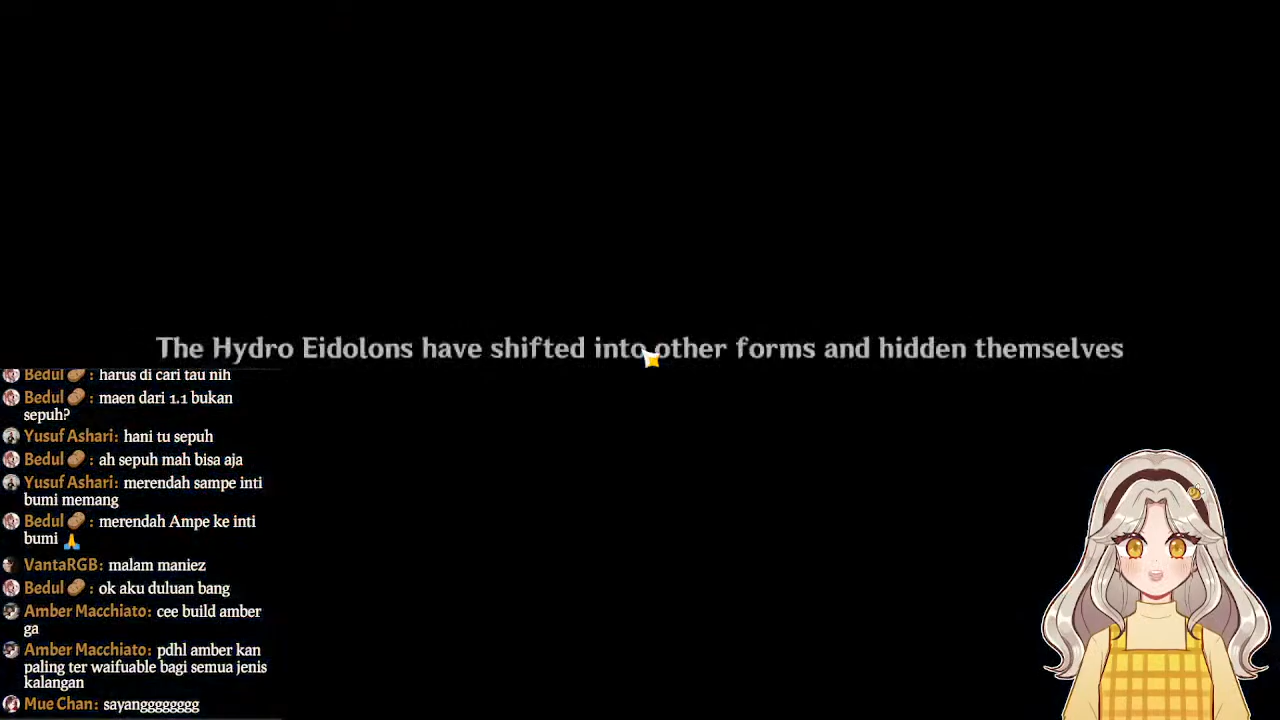 The Hydro Eidolons have shifted into other forms and hidden themselves
Bedul 🥔 : harus di cari tau nih
Bedul 🥔 : maen dari 1.1 bukan
sepuh?
Yusuf Ashari: hani tu sepuh
Bedul 🥔 : ah sepuh mah bisa aja
Yusuf Ashari: merendah sampe inti
bumi memang
Bedul 🥔 : merendah Ampe ke inti
bumi 🙏
VantaRGB: malam maniez
Bedul 🥔 : ok aku duluan bang
Amber Macchiato: cee build amber
ga
Amber Macchiato: pdhl amber kan
paling ter waifuable bagi semua jenis
kalangan
Mue Chan: sayangggggggg